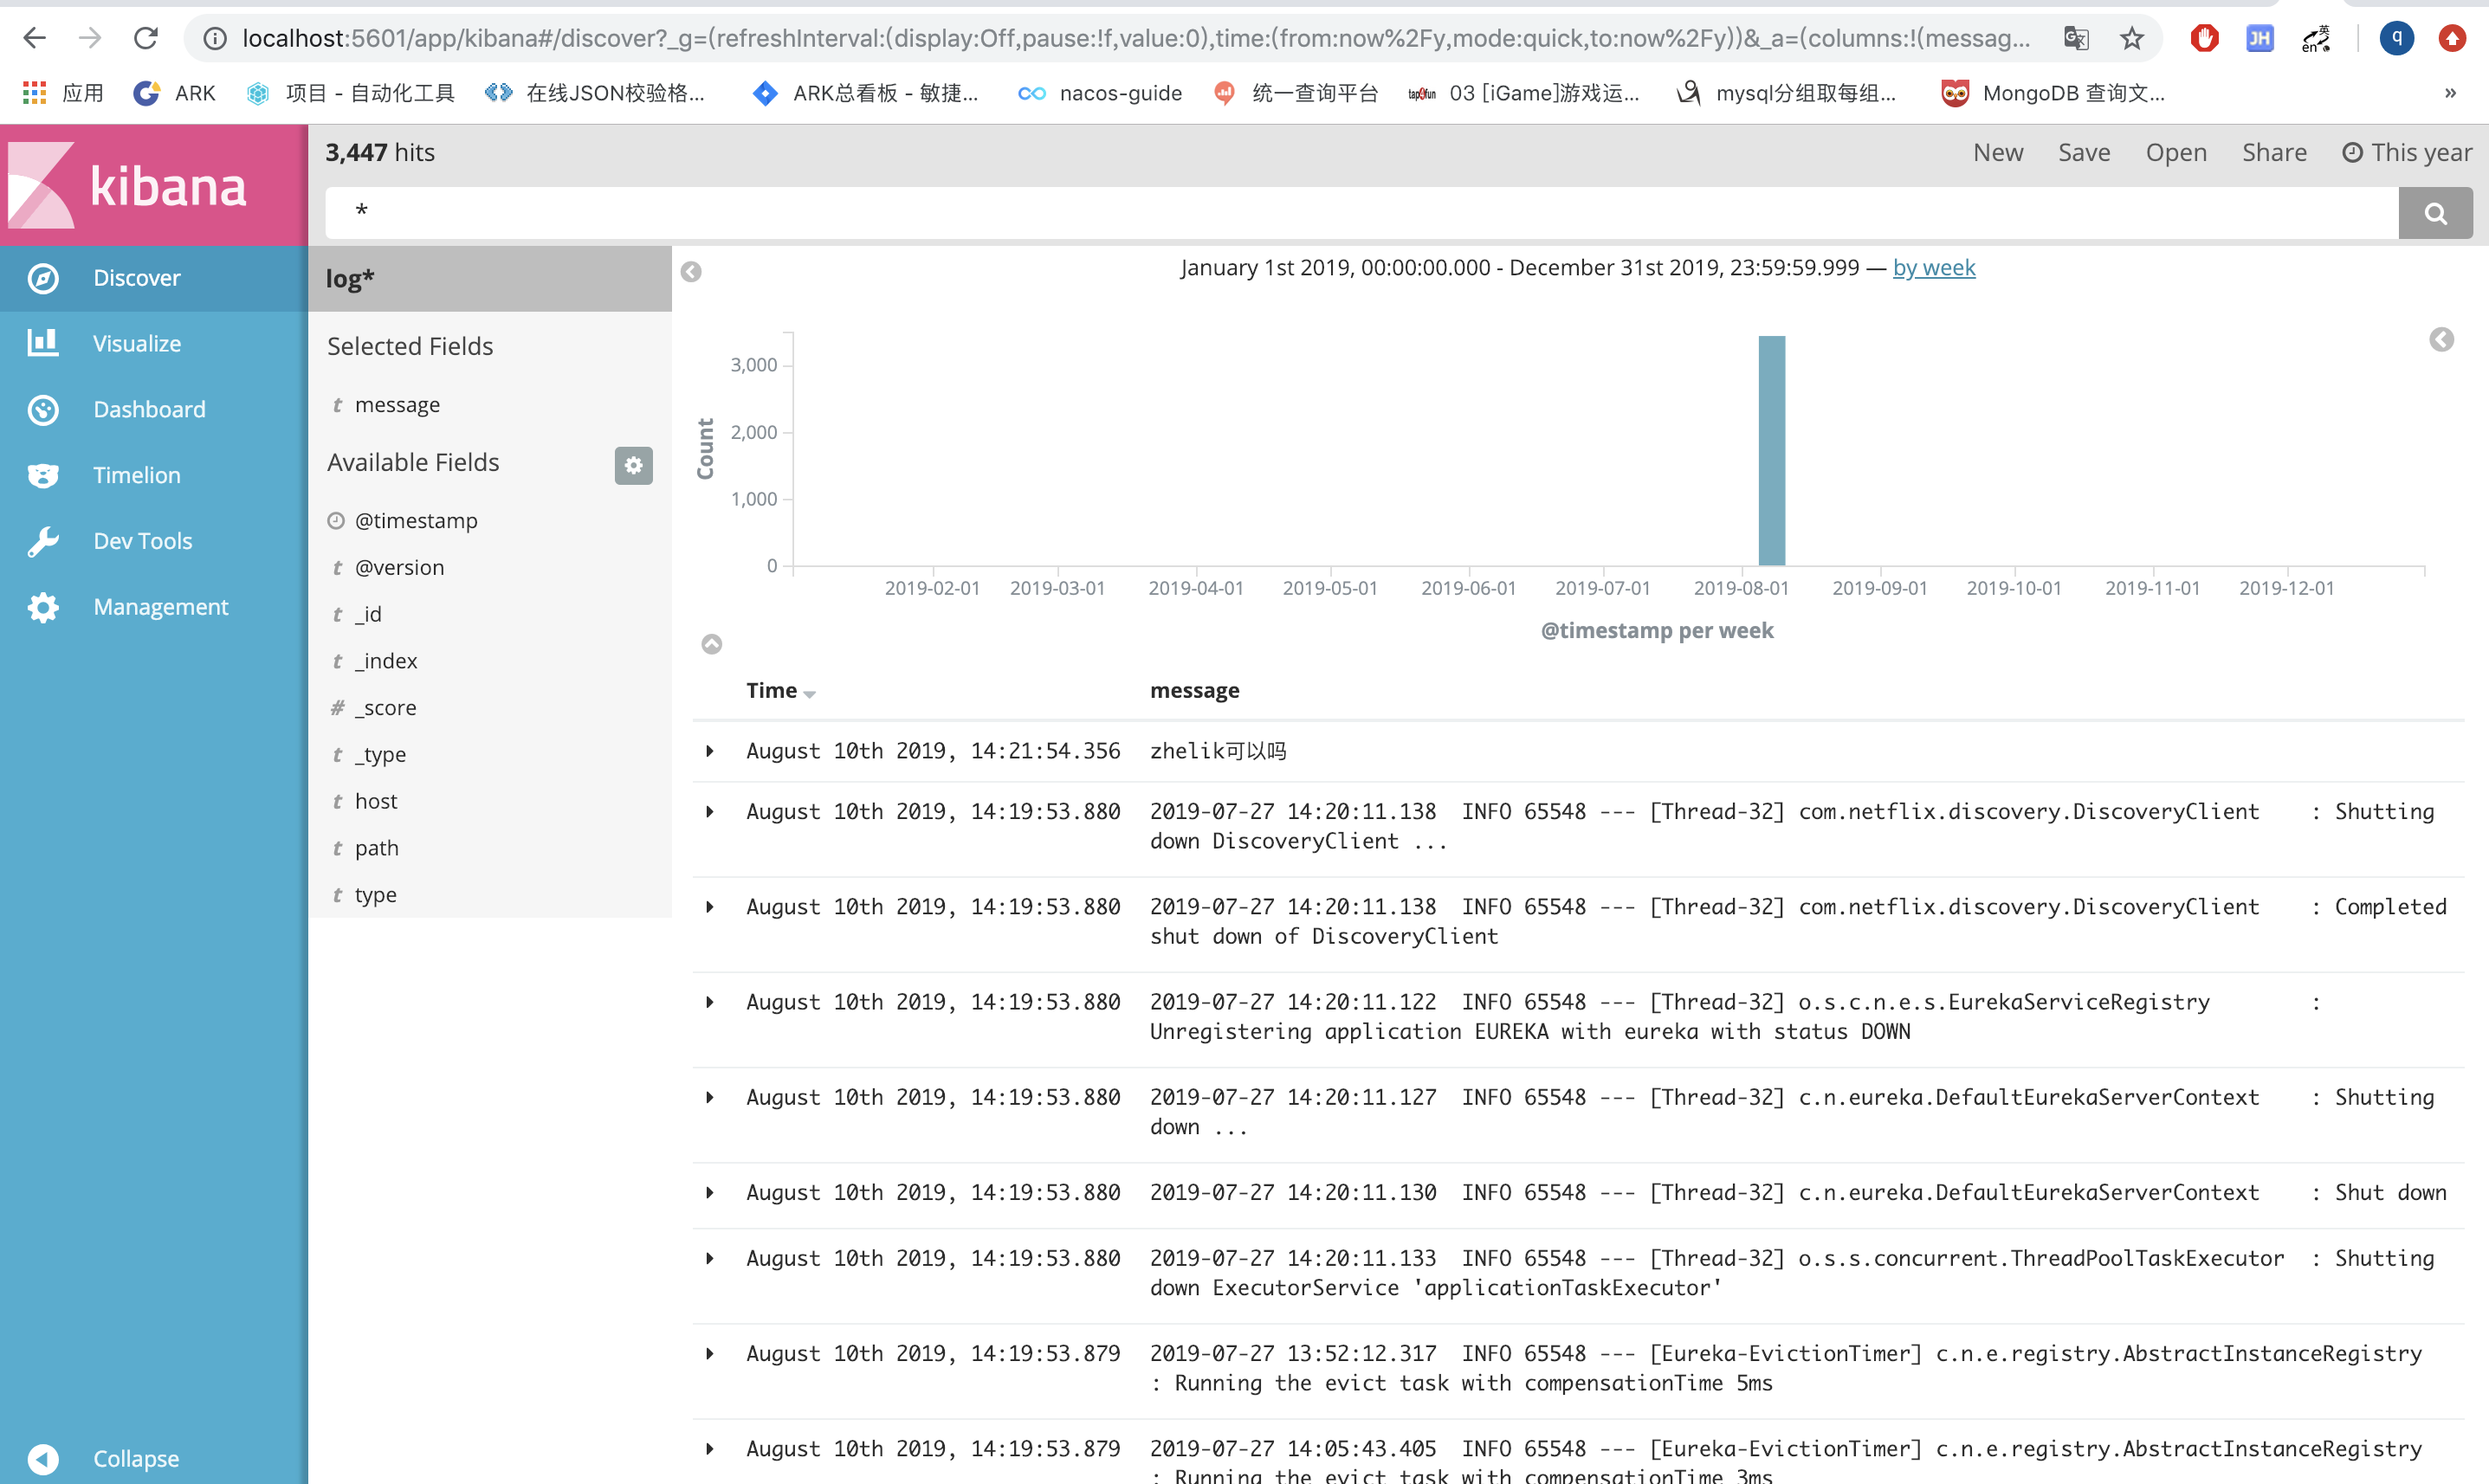 localhost:5601/app/kibana#/discover?_g=(refreshInterval:(display:Off,pause:!f,value:0),time:(from:now%2Fy,mode:quick,to:now%2Fy))&_a=(columns:!(messag...
JH
英
en
q
应用
ARK
项目 - 自动化工具
在线JSON校验格...
ARK总看板 - 敏捷...
nacos-guide
统一查询平台
03 [iGame]游戏运...
mysql分组取每组...
MongoDB 查询文...
»
kibana
3,447 hits
New Save Open Share This year
*
Discover
Visualize
Dashboard
Timelion
Dev Tools
Management
Collapse
log*
Selected Fields
t message
Available Fields
@timestamp
t @version
t _id
t _index
# _score
t _type
t host
t path
t type
January 1st 2019, 00:00:00.000 - December 31st 2019, 23:59:59.999 — by week
Count
3,000
2,000
1,000
0
2019-02-01 2019-03-01 2019-04-01 2019-05-01 2019-06-01 2019-07-01 2019-08-01 2019-09-01 2019-10-01 2019-11-01 2019-12-01
@timestamp per week
Time message
August 10th 2019, 14:21:54.356 zhelik可以吗
August 10th 2019, 14:19:53.880 2019-07-27 14:20:11.138 INFO 65548 --- [Thread-32] com.netflix.discovery.DiscoveryClient : Shutting
down DiscoveryClient ...
August 10th 2019, 14:19:53.880 2019-07-27 14:20:11.138 INFO 65548 --- [Thread-32] com.netflix.discovery.DiscoveryClient : Completed
shut down of DiscoveryClient
August 10th 2019, 14:19:53.880 2019-07-27 14:20:11.122 INFO 65548 --- [Thread-32] o.s.c.n.e.s.EurekaServiceRegistry :
Unregistering application EUREKA with eureka with status DOWN
August 10th 2019, 14:19:53.880 2019-07-27 14:20:11.127 INFO 65548 --- [Thread-32] c.n.eureka.DefaultEurekaServerContext : Shutting
down ...
August 10th 2019, 14:19:53.880 2019-07-27 14:20:11.130 INFO 65548 --- [Thread-32] c.n.eureka.DefaultEurekaServerContext : Shut down
August 10th 2019, 14:19:53.880 2019-07-27 14:20:11.133 INFO 65548 --- [Thread-32] o.s.s.concurrent.ThreadPoolTaskExecutor : Shutting
down ExecutorService 'applicationTaskExecutor'
August 10th 2019, 14:19:53.879 2019-07-27 13:52:12.317 INFO 65548 --- [Eureka-EvictionTimer] c.n.e.registry.AbstractInstanceRegistry
: Running the evict task with compensationTime 5ms
August 10th 2019, 14:19:53.879 2019-07-27 14:05:43.405 INFO 65548 --- [Eureka-EvictionTimer] c.n.e.registry.AbstractInstanceRegistry
: Running the evict task with compensationTime 3ms